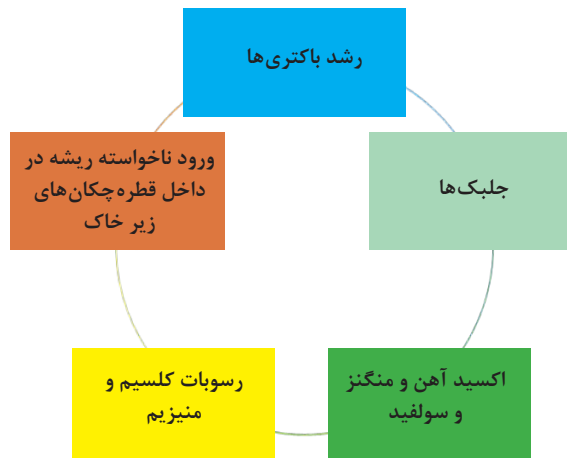 رشد باکتری‌ها
جلبک‌ها
اکسید آهن و منگنز
و سولفید
رسوبات کلسیم و
منیزیم
ورود ناخواسته ریشه در
داخل قطره‌چکان‌های
زیر خاک